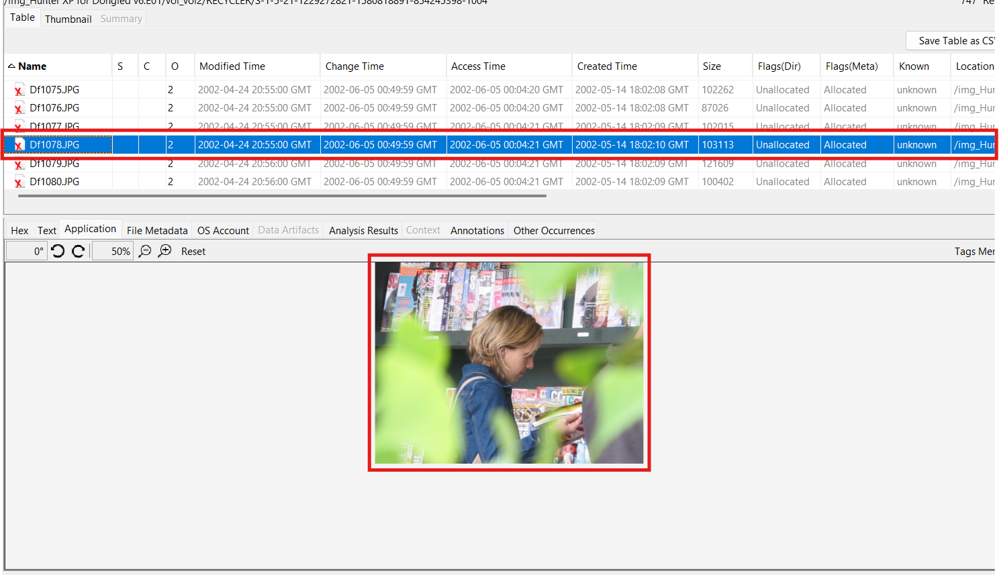 /img_Hunter XP for Dongled v6.E01/vol_vol2/RECYCLER/S-1-5-21-1229272821-1580818891-854245398-1004
747
Table Thumbnail Summary
Save Table as CSV
Name S C O Modified Time Change Time Access Time Created Time Size Flags(Dir) Flags(Meta) Known Location
Df1075.JPG 2 2002-04-24 20:55:00 GMT 2002-06-05 00:49:59 GMT 2002-06-05 00:04:20 GMT 2002-05-14 18:02:08 GMT 102262 Unallocated Allocated unknown /img_Hur
Df1076.JPG 2 2002-04-24 20:55:00 GMT 2002-06-05 00:49:59 GMT 2002-06-05 00:04:20 GMT 2002-05-14 18:02:08 GMT 87026 Unallocated Allocated unknown /img_Hur
Df1077.JPG 2 2002-04-24 20:55:00 GMT 2002-06-05 00:49:59 GMT 2002-06-05 00:04:21 GMT 2002-05-14 18:02:09 GMT 102015 Unallocated Allocated unknown /img_Hur
Df1078.JPG 2 2002-04-24 20:55:00 GMT 2002-06-05 00:49:59 GMT 2002-06-05 00:04:21 GMT 2002-05-14 18:02:10 GMT 103113 Unallocated Allocated unknown /img_Hur
Df1079.JPG 2 2002-04-24 20:56:00 GMT 2002-06-05 00:49:59 GMT 2002-06-05 00:04:21 GMT 2002-05-14 18:02:09 GMT 121609 Unallocated Allocated unknown /img_Hur
Df1080.JPG 2 2002-04-24 20:56:00 GMT 2002-06-05 00:49:59 GMT 2002-06-05 00:04:21 GMT 2002-05-14 18:02:09 GMT 100402 Unallocated Allocated unknown /img_Hur
Hex Text Application File Metadata OS Account Data Artifacts Analysis Results Context Annotations Other Occurrences
0° 50% Reset
Tags Men